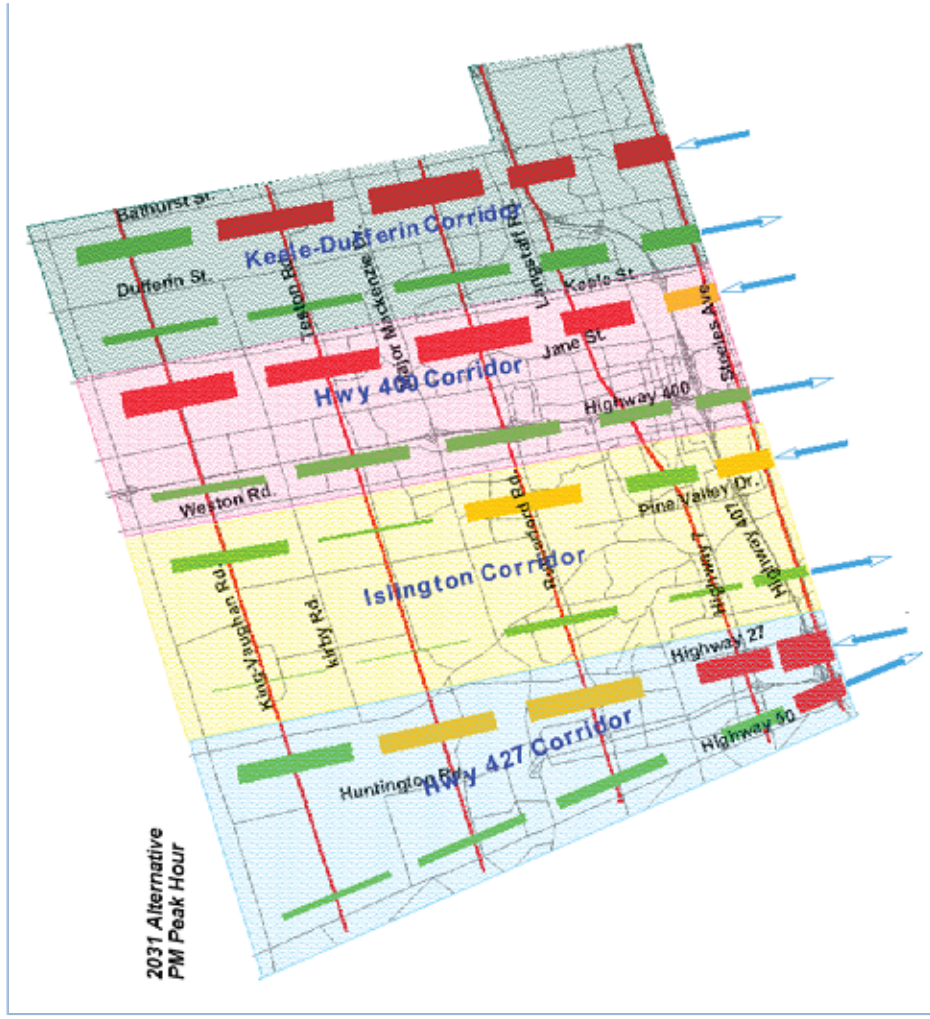 Bathurst St.
Keele-Dufferin Corridor
Dufferin St.
Teston Rd.
Major Mackenzie Dr.
Langstaff Rd.
Keele St.
Steeles Ave.
Jane St.
Hwy 400 Corridor
Highway 400
Weston Rd.
Pine Valley Dr.
Rutherford Rd.
Islington Corridor
King-Vaughan Rd.
kirby Rd.
Highway 7
Highway 407
Highway 27
Highway 50
Hwy 427 Corridor
Huntington Rd.
2031 Alternative
PM Peak Hour